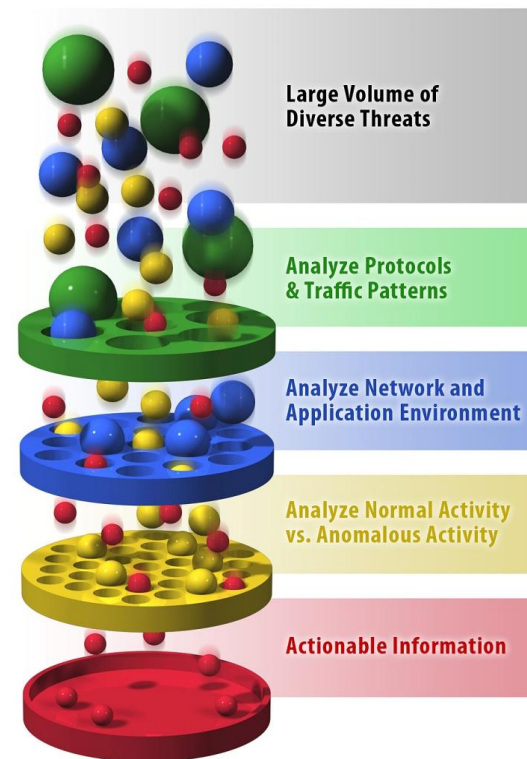 Large Volume of
Diverse Threats
Analyze Protocols
& Traffic Patterns
Analyze Network and
Application Environment
Analyze Normal Activity
vs. Anomalous Activity
Actionable Information